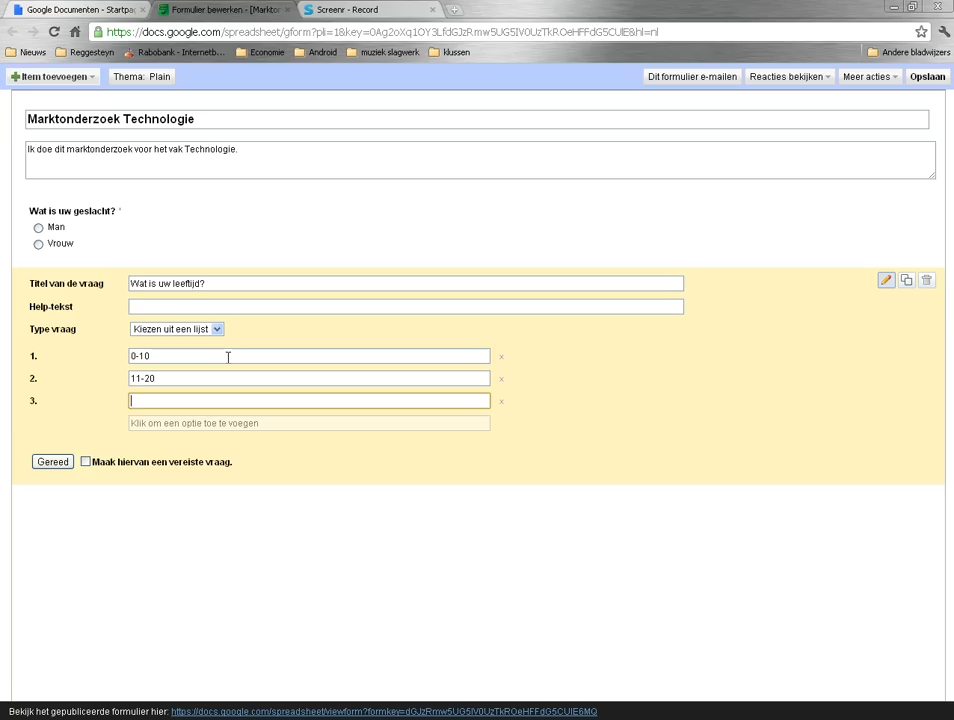 Google Documenten - Startpag
Formulier bewerken - [Markton
Screenr - Record
https://docs.google.com/spreadsheet/gform?pli=1&key=0Ag2oXq1OY3LfdGJzRmw5UG5IV0UzTkROeHFFdG5CUlE6MQ&hl=nl
Nieuws
Reggesteyn
Rabobank - Internetb...
Economie
Android
muziek slagwerk
klussen
Andere bladwijzers
Item toevoegen
Thema: Plain
Dit formulier e-mailen
Reacties bekijken
Meer acties
Opslaan
Marktonderzoek Technologie
Ik doe dit marktonderzoek voor het vak Technologie.
Wat is uw geslacht? *
Man
Vrouw
Titel van de vraag Wat is uw leeftijd?
Help-tekst
Type vraag Kiezen uit een lijst
1. 0-10
2. 11-20
3.
Klik om een optie toe te voegen
Gereed Maak hiervan een vereiste vraag.
Bekijk het gepubliceerde formulier hier: https://docs.google.com/spreadsheet/viewform?formkey=dGJzRmw5UG5IV0UzTkROeHFFdG5CUlE6MQ